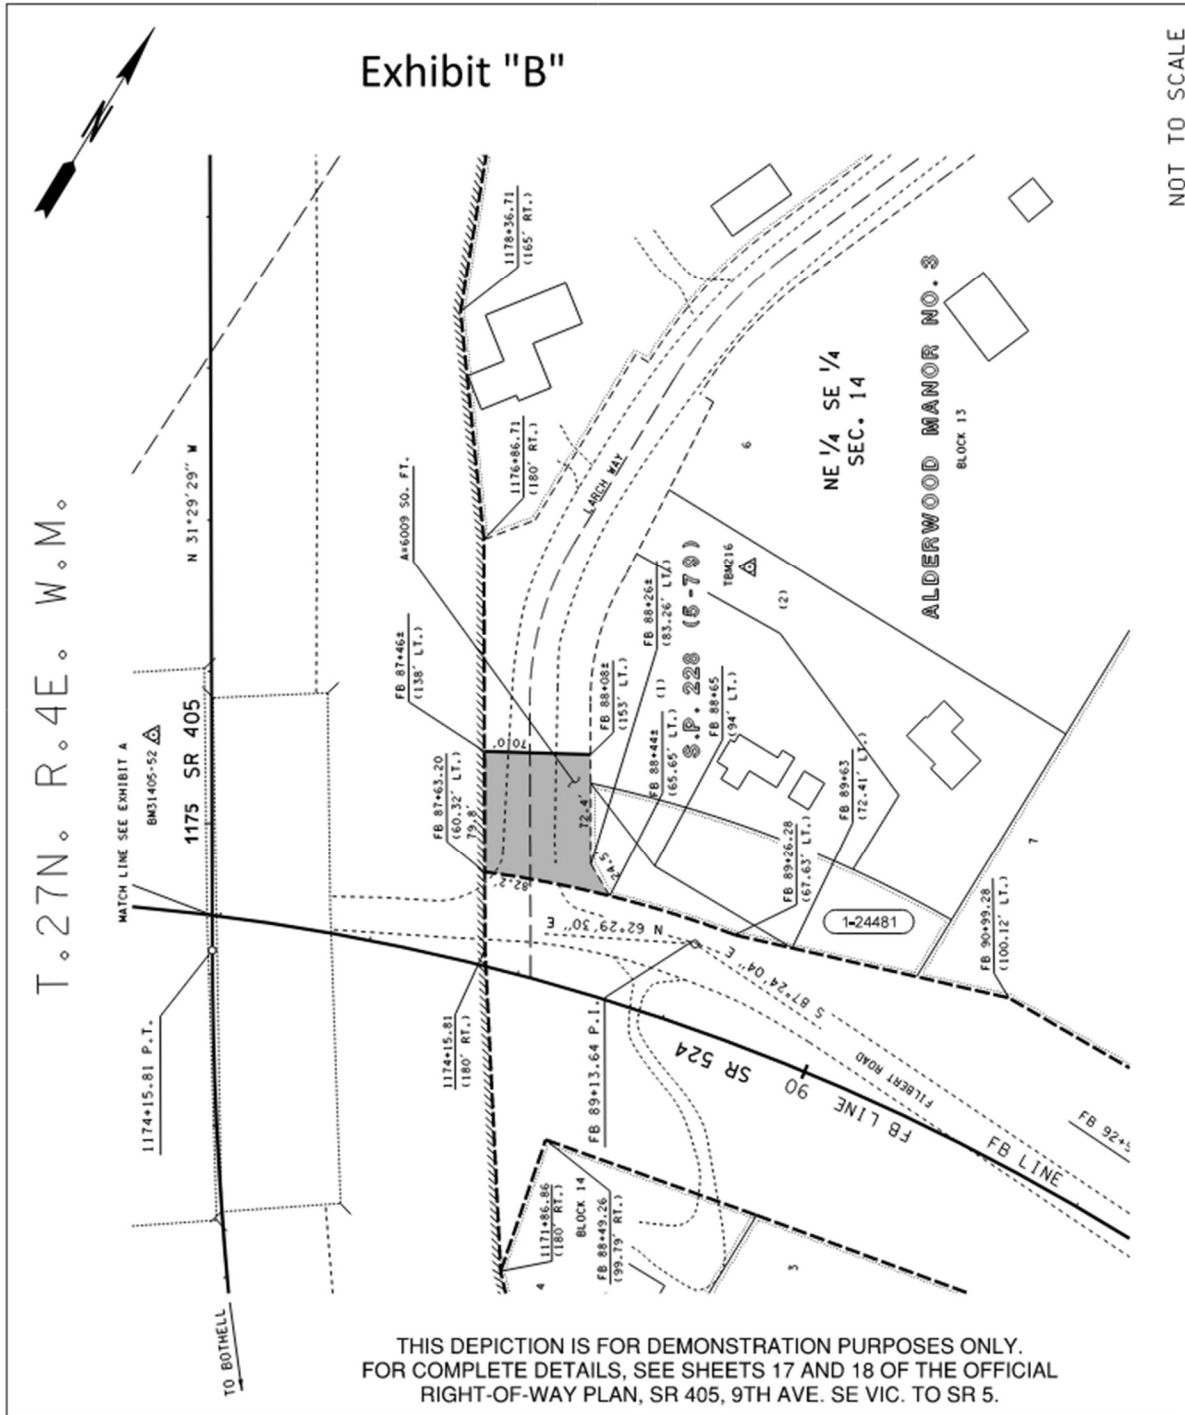 Exhibit "B"
NOT TO SCALE
N
T.27N. R.4E. W.M.
N 31°29'29" W
1178+36.71
(165' RT.)
1176+86.71
(180' RT.)
A=6009 SQ. FT.
LARCH WAY
NE 1/4 SE 1/4
SEC. 14
ALDERWOOD MANOR NO. 3
BLOCK 13
6
TBM216
(2)
S.P. 228 (5-79)
(1)
FB 88+26±
(83.26' LT.)
FB 87+46±
(138' LT.)
FB 88+08±
(153' LT.)
FB 88+44±
(65.65' LT.)
FB 88+65
(94' LT.)
70.0'
72.4'
24.5'
82.2'
FB 87+63.20
(60.32' LT.)
79.8'
FB 89+63
(72.41' LT.)
FB 89+26.28
(67.63' LT.)
1-24481
7
FB 90+99.28
(100.12' LT.)
MATCH LINE SEE EXHIBIT A
BM31405-52
1175 SR 405
N 62°29'30" E
S 87°24'04" E
1174+15.81 P.T.
1174+15.81
(180' RT.)
FB 89+13.64 P.I.
SR 524
90
FB LINE
FILBERT ROAD
FB LINE
FB 92+5
1171+86.86
(180' RT.)
BLOCK 14
FB 88+49.26
(99.79' RT.)
4
3
TO BOTHELL
THIS DEPICTION IS FOR DEMONSTRATION PURPOSES ONLY.
FOR COMPLETE DETAILS, SEE SHEETS 17 AND 18 OF THE OFFICIAL
RIGHT-OF-WAY PLAN, SR 405, 9TH AVE. SE VIC. TO SR 5.